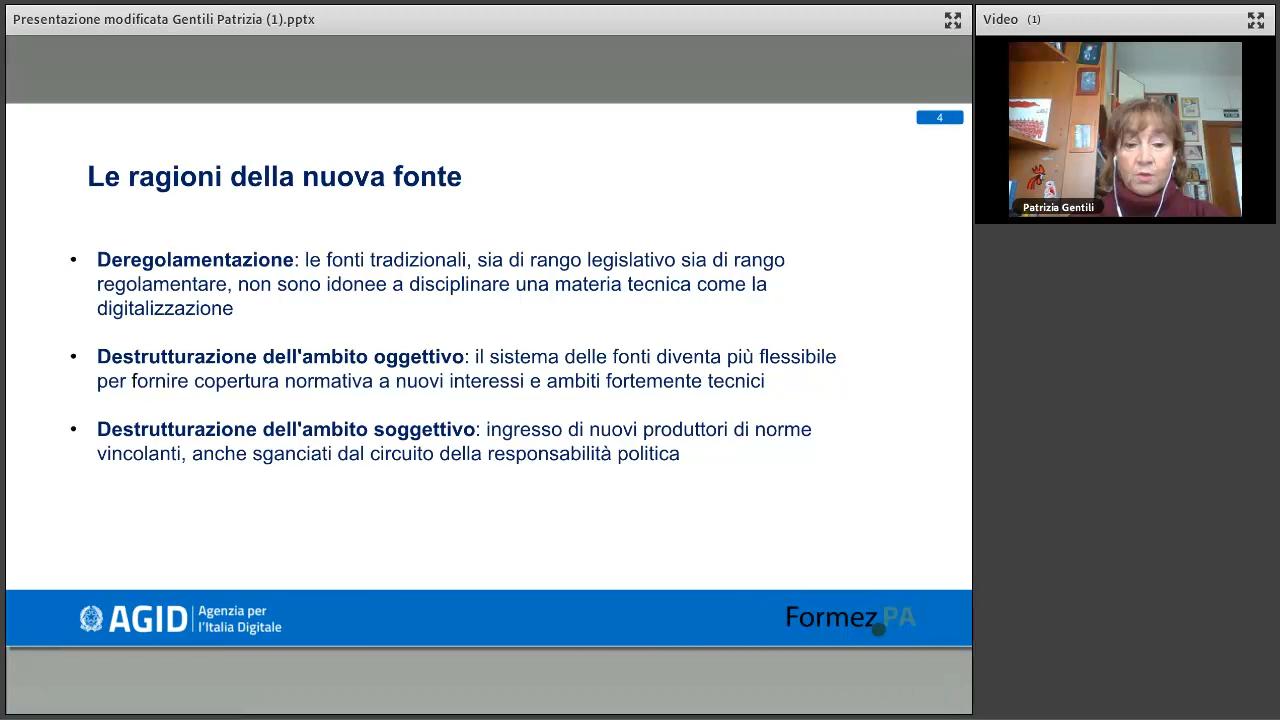 Presentazione modificata Gentili Patrizia (1).pptx
Video (1)
4
Le ragioni della nuova fonte
Patrizia Gentili
• Deregolamentazione: le fonti tradizionali, sia di rango legislativo sia di rango
regolamentare, non sono idonee a disciplinare una materia tecnica come la
digitalizzazione
• Destrutturazione dell'ambito oggettivo: il sistema delle fonti diventa più flessibile
per fornire copertura normativa a nuovi interessi e ambiti fortemente tecnici
• Destrutturazione dell'ambito soggettivo: ingresso di nuovi produttori di norme
vincolanti, anche sganciati dal circuito della responsabilità politica
AGID Agenzia per
l'Italia Digitale
Formez PA